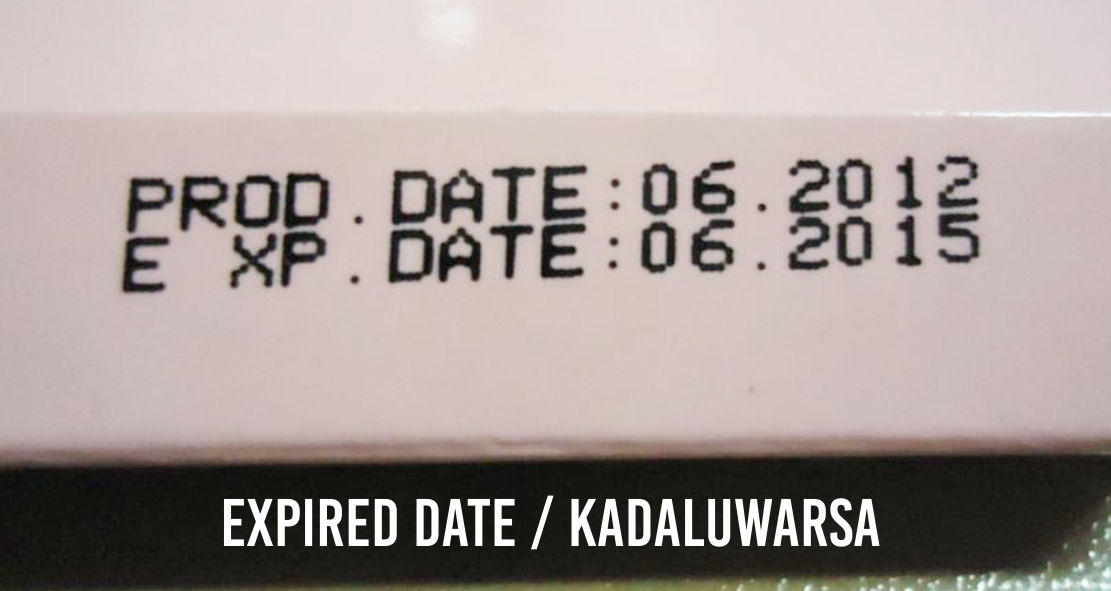 PROD.DATE:06.2012
E XP.DATE:06.2015
EXPIRED DATE / KADALUWARSA